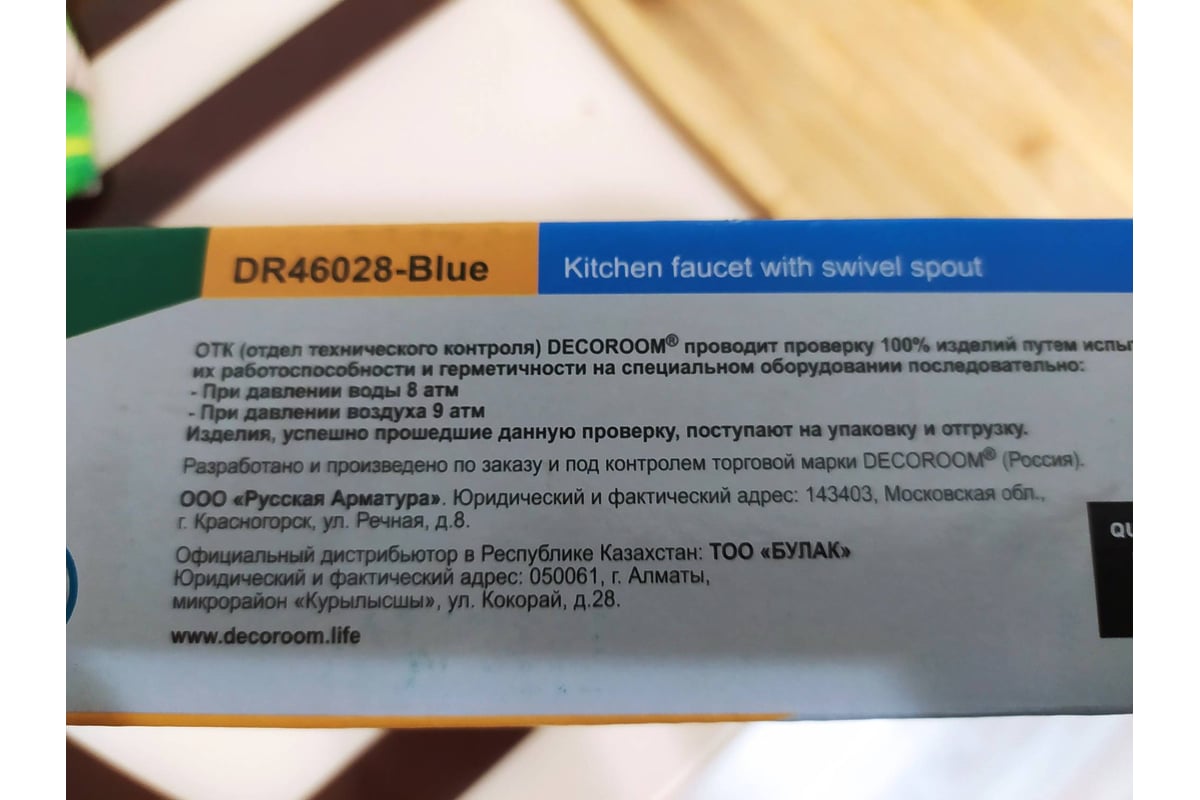 DR46028-Blue
Kitchen faucet with swivel spout
ОТК (отдел технического контроля) DECOROOM® проводит проверку 100% изделий путем испы
их работоспособности и герметичности на специальном оборудовании последовательно:
- При давлении воды 8 атм
- При давлении воздуха 9 атм
Изделия, успешно прошедшие данную проверку, поступают на упаковку и отгрузку.
Разработано и произведено по заказу и под контролем торговой марки DECOROOM® (Россия).
ООО «Русская Арматура». Юридический и фактический адрес: 143403, Московская обл.,
г. Красногорск, ул. Речная, д.8.
Официальный дистрибьютор в Республике Казахстан: ТОО «БУЛАК»
Юридический и фактический адрес: 050061, г. Алматы,
микрорайон «Курылысшы», ул. Кокорай, д.28.
www.decoroom.life
QU